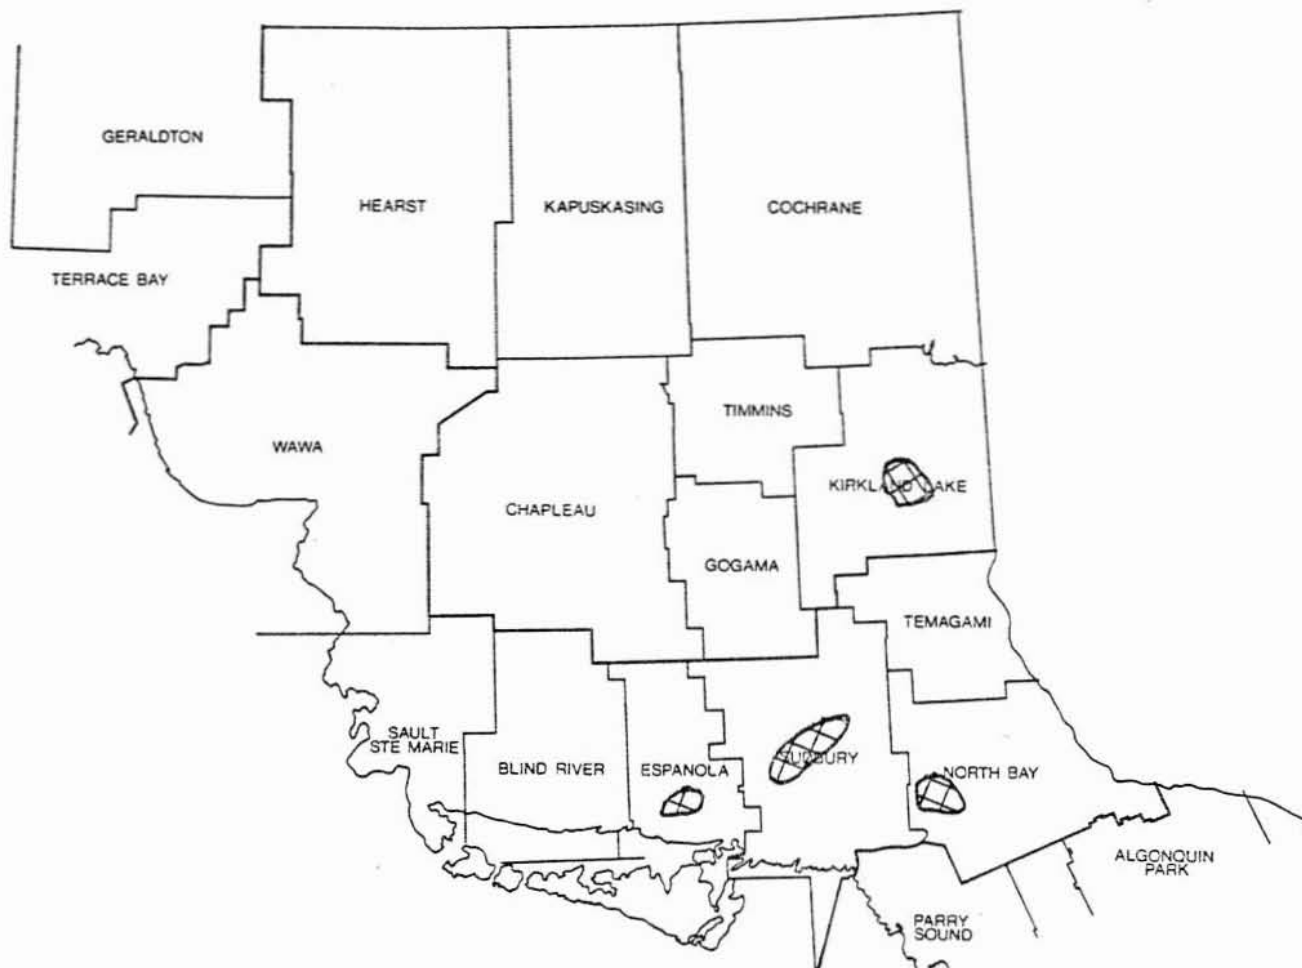 GERALDTON
HEARST
KAPUSKASING
COCHRANE
TERRACE BAY
TIMMINS
WAWA
KIRKLAND LAKE
CHAPLEAU
GOGAMA
TEMAGAMI
SAULT
STE MARIE
BLIND RIVER
ESPANOLA
SUDBURY
NORTH BAY
ALGONQUIN
PARK
PARRY
SOUND